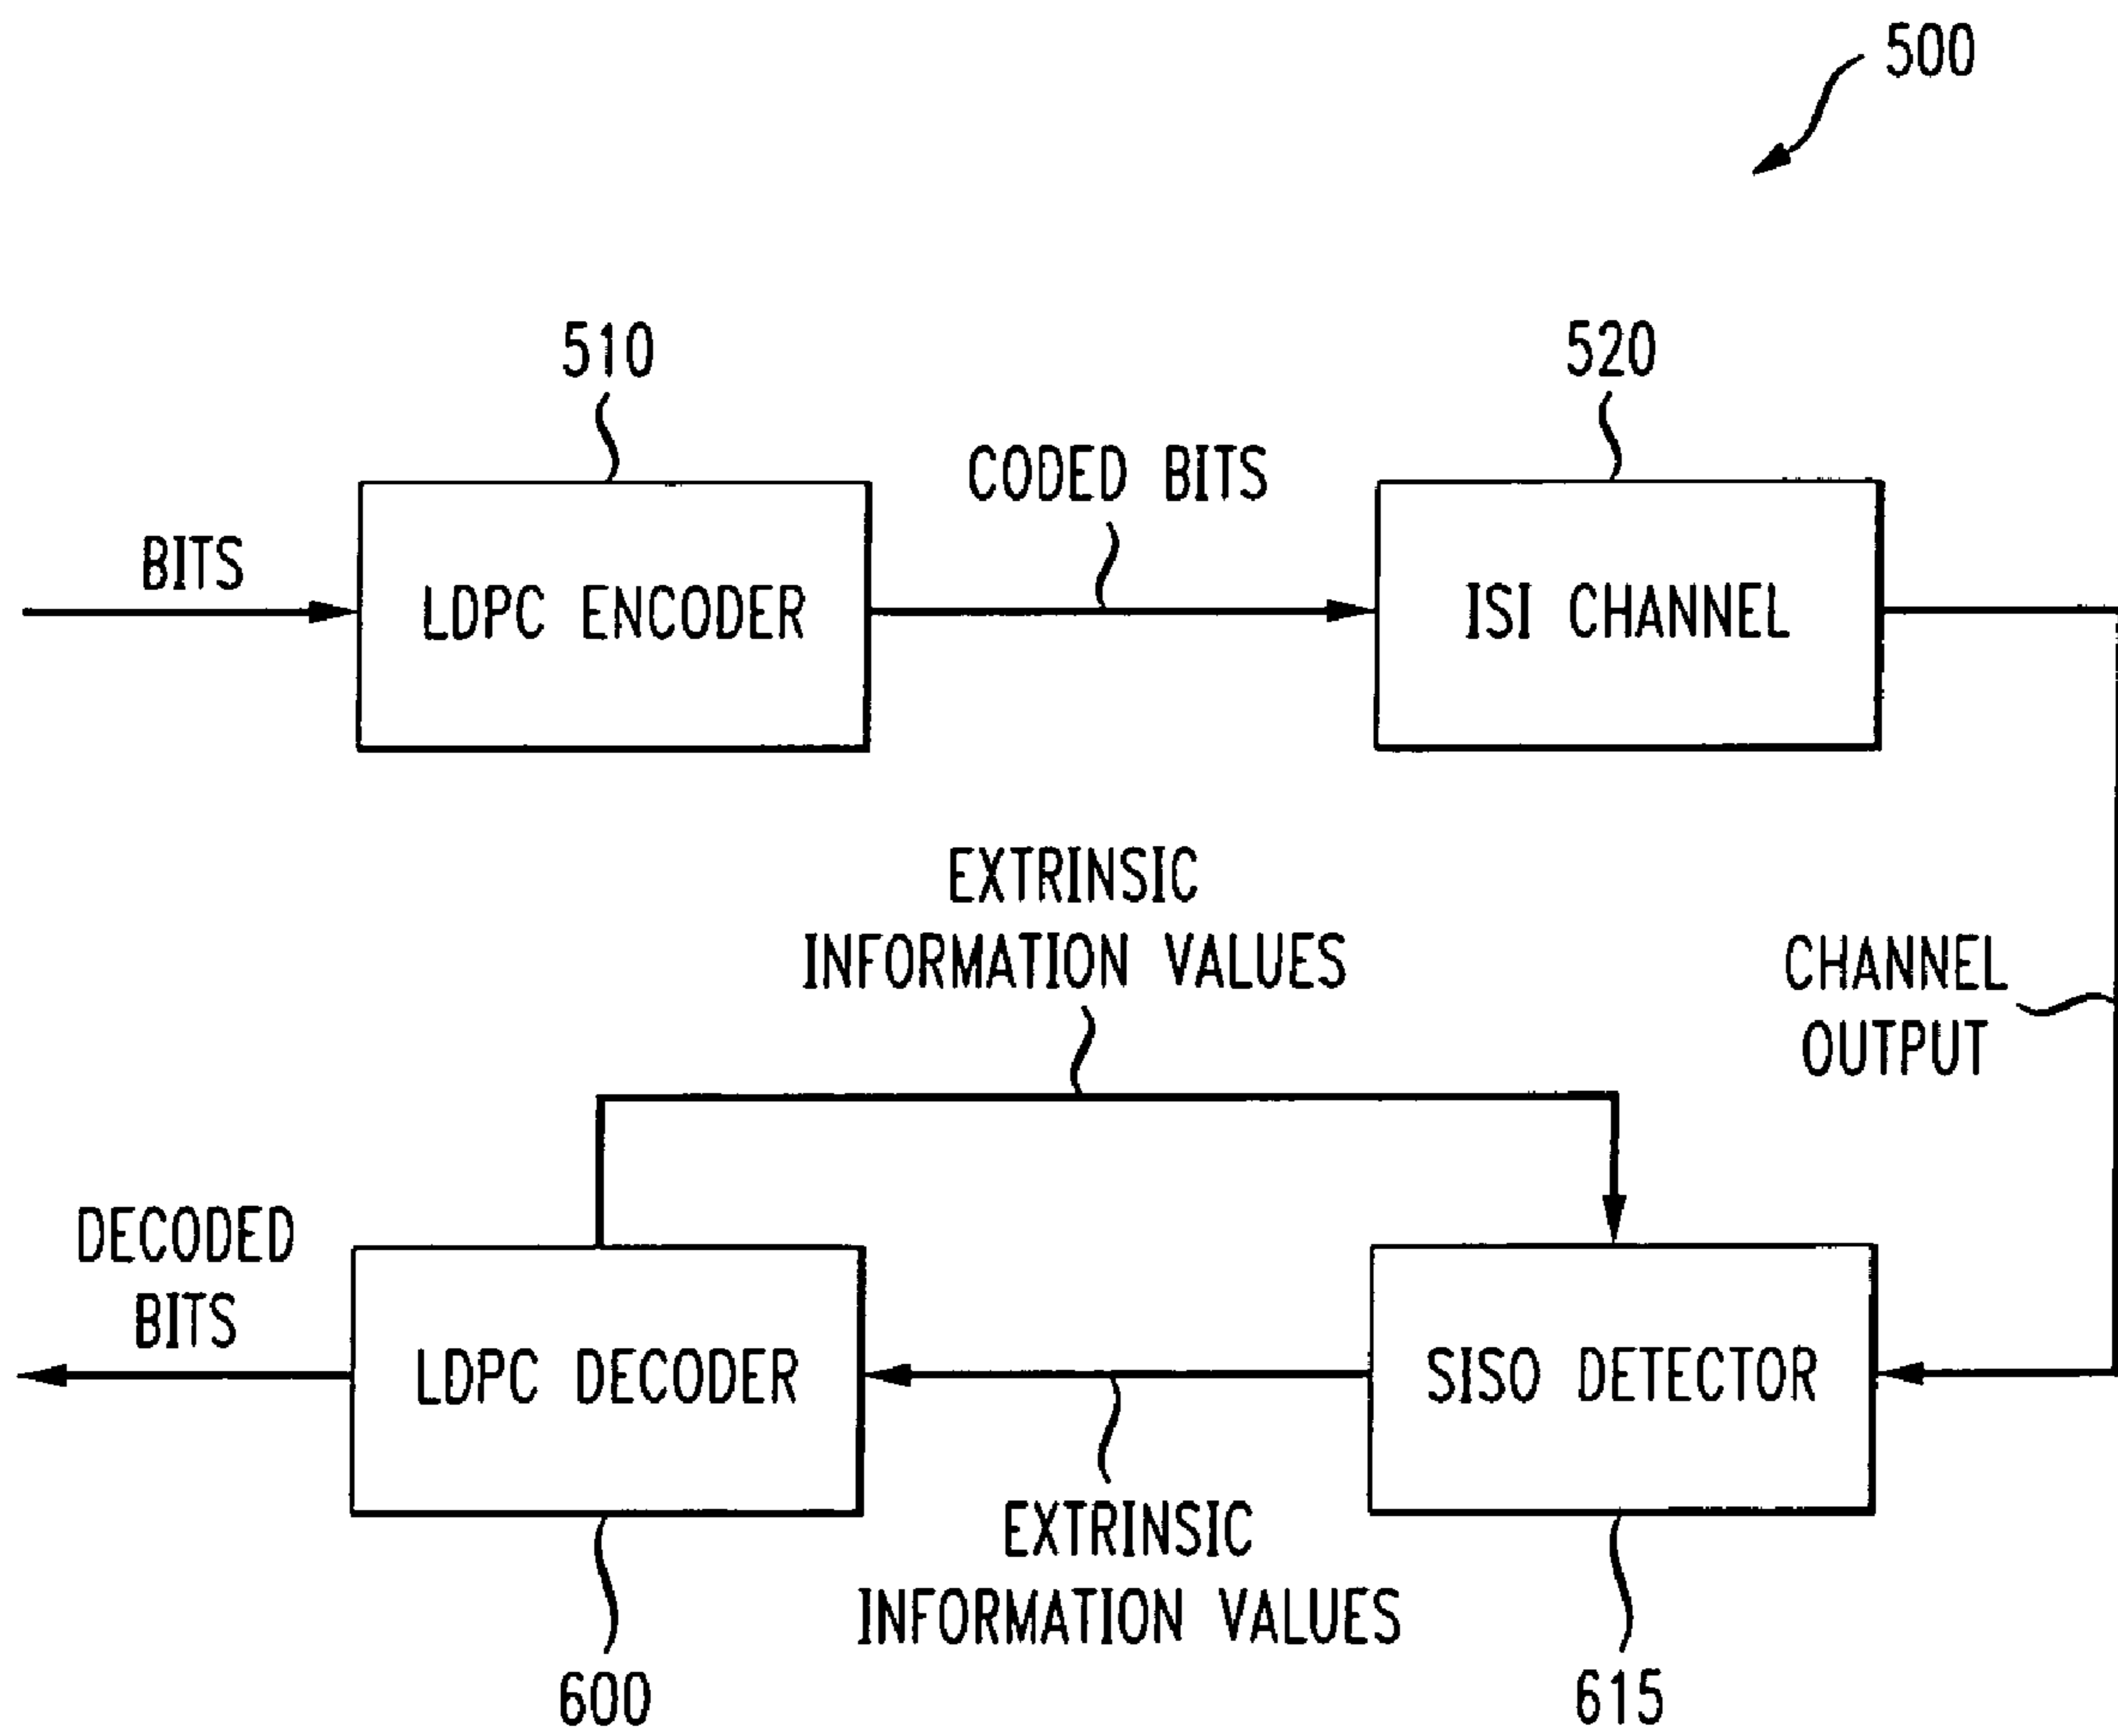 500
510
520
CODED BITS
BITS
LDPC ENCODER
ISI CHANNEL
EXTRINSIC
INFORMATION VALUES
CHANNEL
OUTPUT
DECODED
BITS
LDPC DECODER
SISO DETECTOR
EXTRINSIC
INFORMATION VALUES
600
615